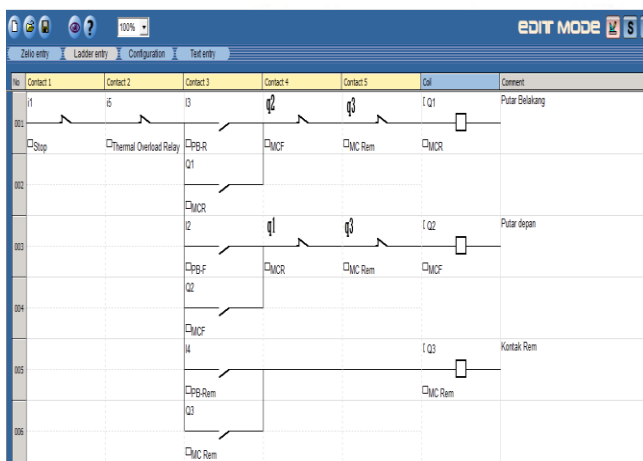 100%
EDIT MODE S
Zelio entry Ladder entry Configuration Text entry
No Contact 1 Contact 2 Contact 3 Contact 4 Contact 5 Coil Comment
i1 i5 I3 q2 q3 [ Q1 Putar Belakang
001
Stop Thermal Overload Relay PB-R MCF MC Rem MCR
Q1
002
MCR
I2 q1 q3 [ Q2 Putar depan
003
PB-F MCR MC Rem MCF
Q2
004
MCF
I4 [ Q3 Kontak Rem
005
PB-Rem MC Rem
Q3
006
MC Rem